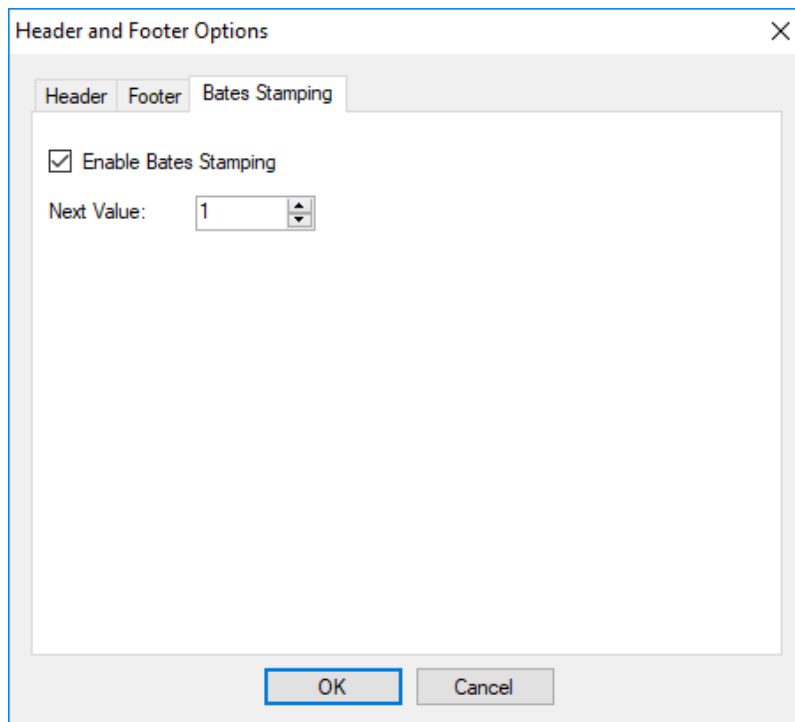 Header and Footer Options
Header Footer Bates Stamping
Enable Bates Stamping
Next Value: 1
OK Cancel